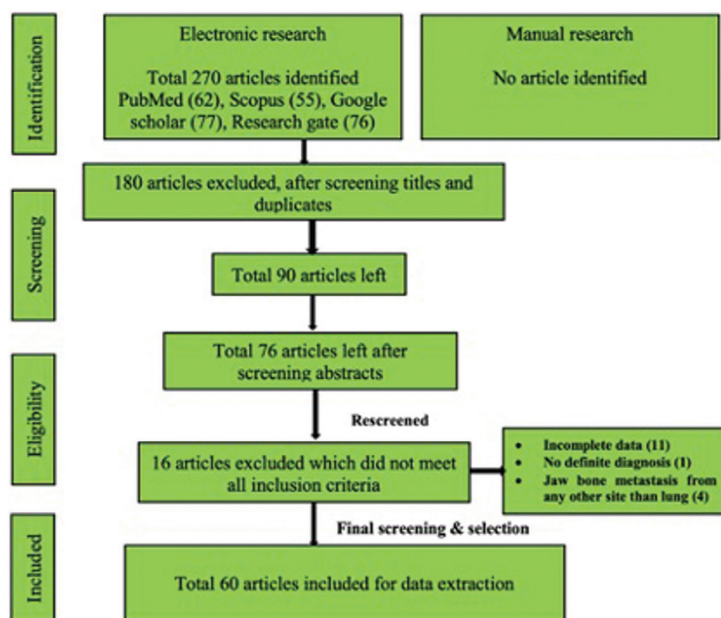 Identification
Electronic research
Total 270 articles identified
PubMed (62), Scopus (55), Google
scholar (77), Research gate (76)
Manual research
No article identified
Screening
180 articles excluded, after screening titles and
duplicates
Total 90 articles left
Eligibility
Total 76 articles left after
screening abstracts
Rescreened
16 articles excluded which did not meet
all inclusion criteria
• Incomplete data (11)
• No definite diagnosis (1)
• Jaw bone metastasis from
any other site than lung (4)
Final screening & selection
Included
Total 60 articles included for data extraction